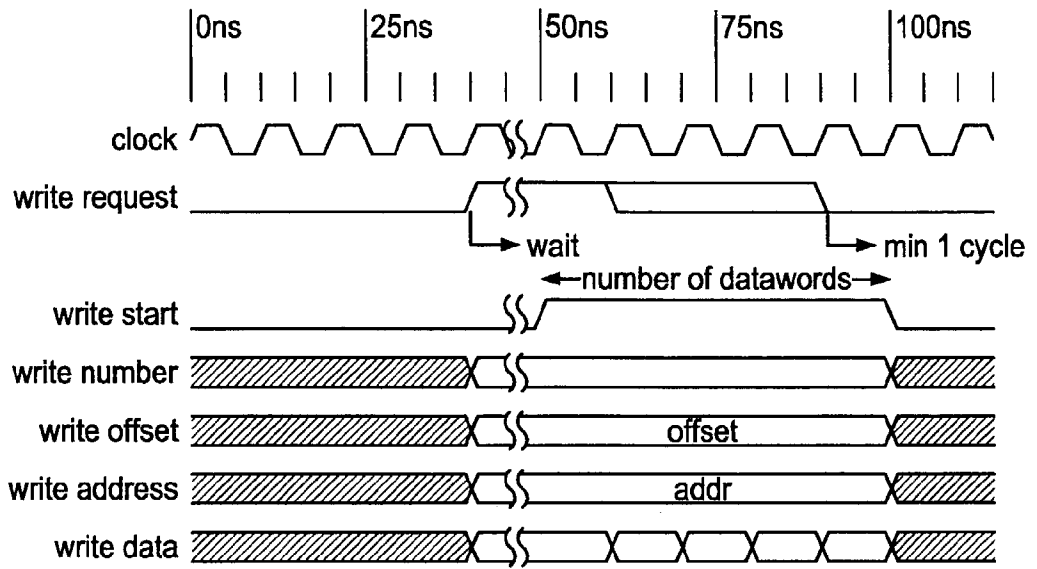 0ns 25ns 50ns 75ns 100ns
clock
write request
wait min 1 cycle
number of datawords
write start
write number
write offset offset
write address addr
write data